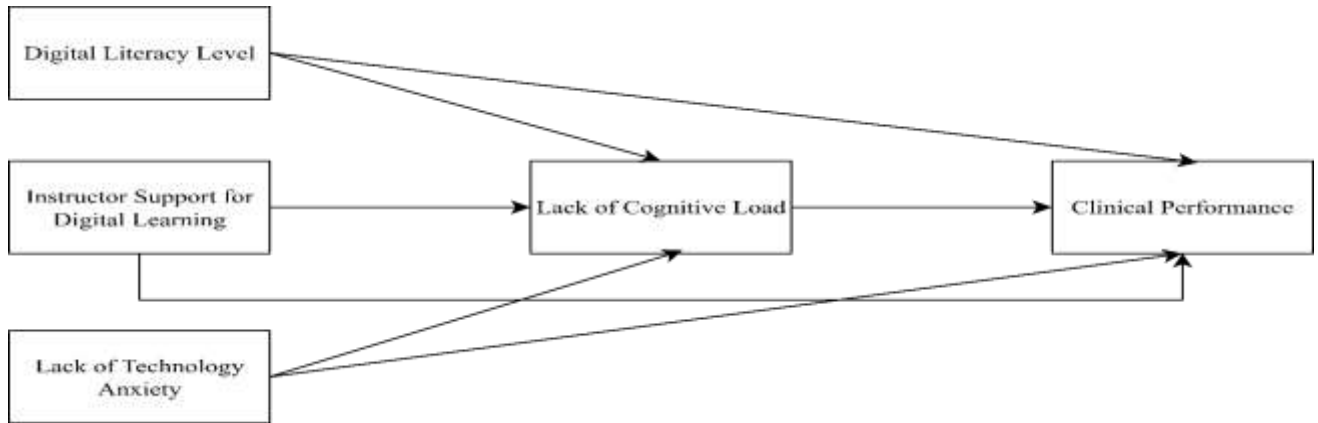 Digital Literacy Level
Instructor Support for
Digital Learning
Lack of Cognitive Load
Clinical Performance
Lack of Technology
Anxiety